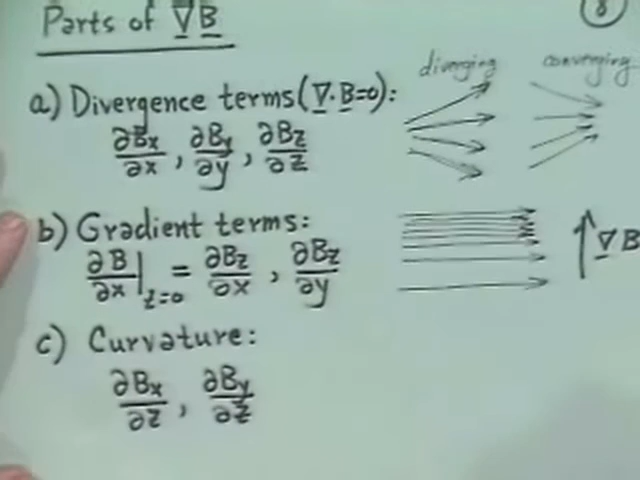 Parts of ∇B
8
diverging converging
a) Divergence terms (∇·B=0):
∂Bx/∂x, ∂By/∂y, ∂Bz/∂z
b) Gradient terms:
∂B/∂x|z=0 = ∂Bz/∂x, ∂Bz/∂y
∇B
c) Curvature:
∂Bx/∂z, ∂By/∂z